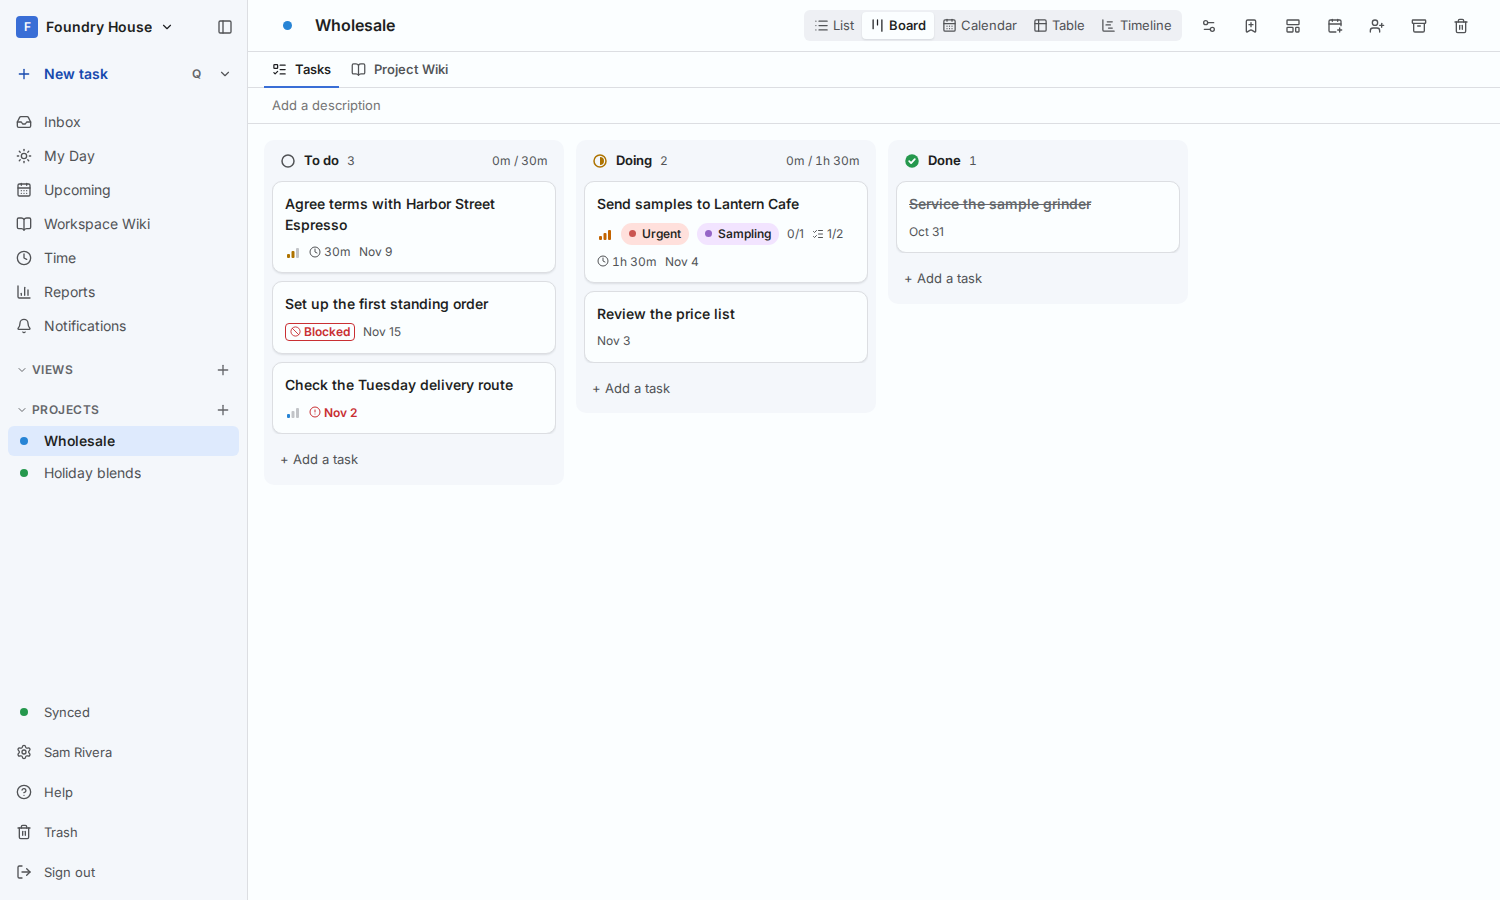 F Foundry House
New task Q
Inbox
My Day
Upcoming
Workspace Wiki
Time
Reports
Notifications
VIEWS
PROJECTS
Wholesale
Holiday blends
Synced
Sam Rivera
Help
Trash
Sign out
Wholesale
List Board Calendar Table Timeline
Tasks Project Wiki
Add a description
To do 3 0m / 30m
Agree terms with Harbor Street
Espresso
30m Nov 9
Set up the first standing order
Blocked Nov 15
Check the Tuesday delivery route
Nov 2
+ Add a task
Doing 2 0m / 1h 30m
Send samples to Lantern Cafe
Urgent Sampling 0/1 1/2
1h 30m Nov 4
Review the price list
Nov 3
+ Add a task
Done 1
Service the sample grinder
Oct 31
+ Add a task